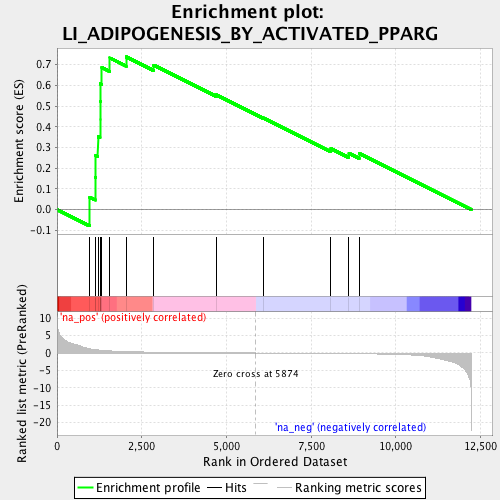 Enrichment plot:
LI_ADIPOGENESIS_BY_ACTIVATED_PPARG
Enrichment score (ES)
0.7
0.6
0.5
0.4
0.3
0.2
0.1
0.0
-0.1
Ranked list metric (PreRanked)
10
5
0
-5
-10
-15
-20
'na_pos' (positively correlated)
Zero cross at 5874
'na_neg' (negatively correlated)
0
2,500
5,000
7,500
10,000
12,500
Rank in Ordered Dataset
Enrichment profile
Hits
Ranking metric scores